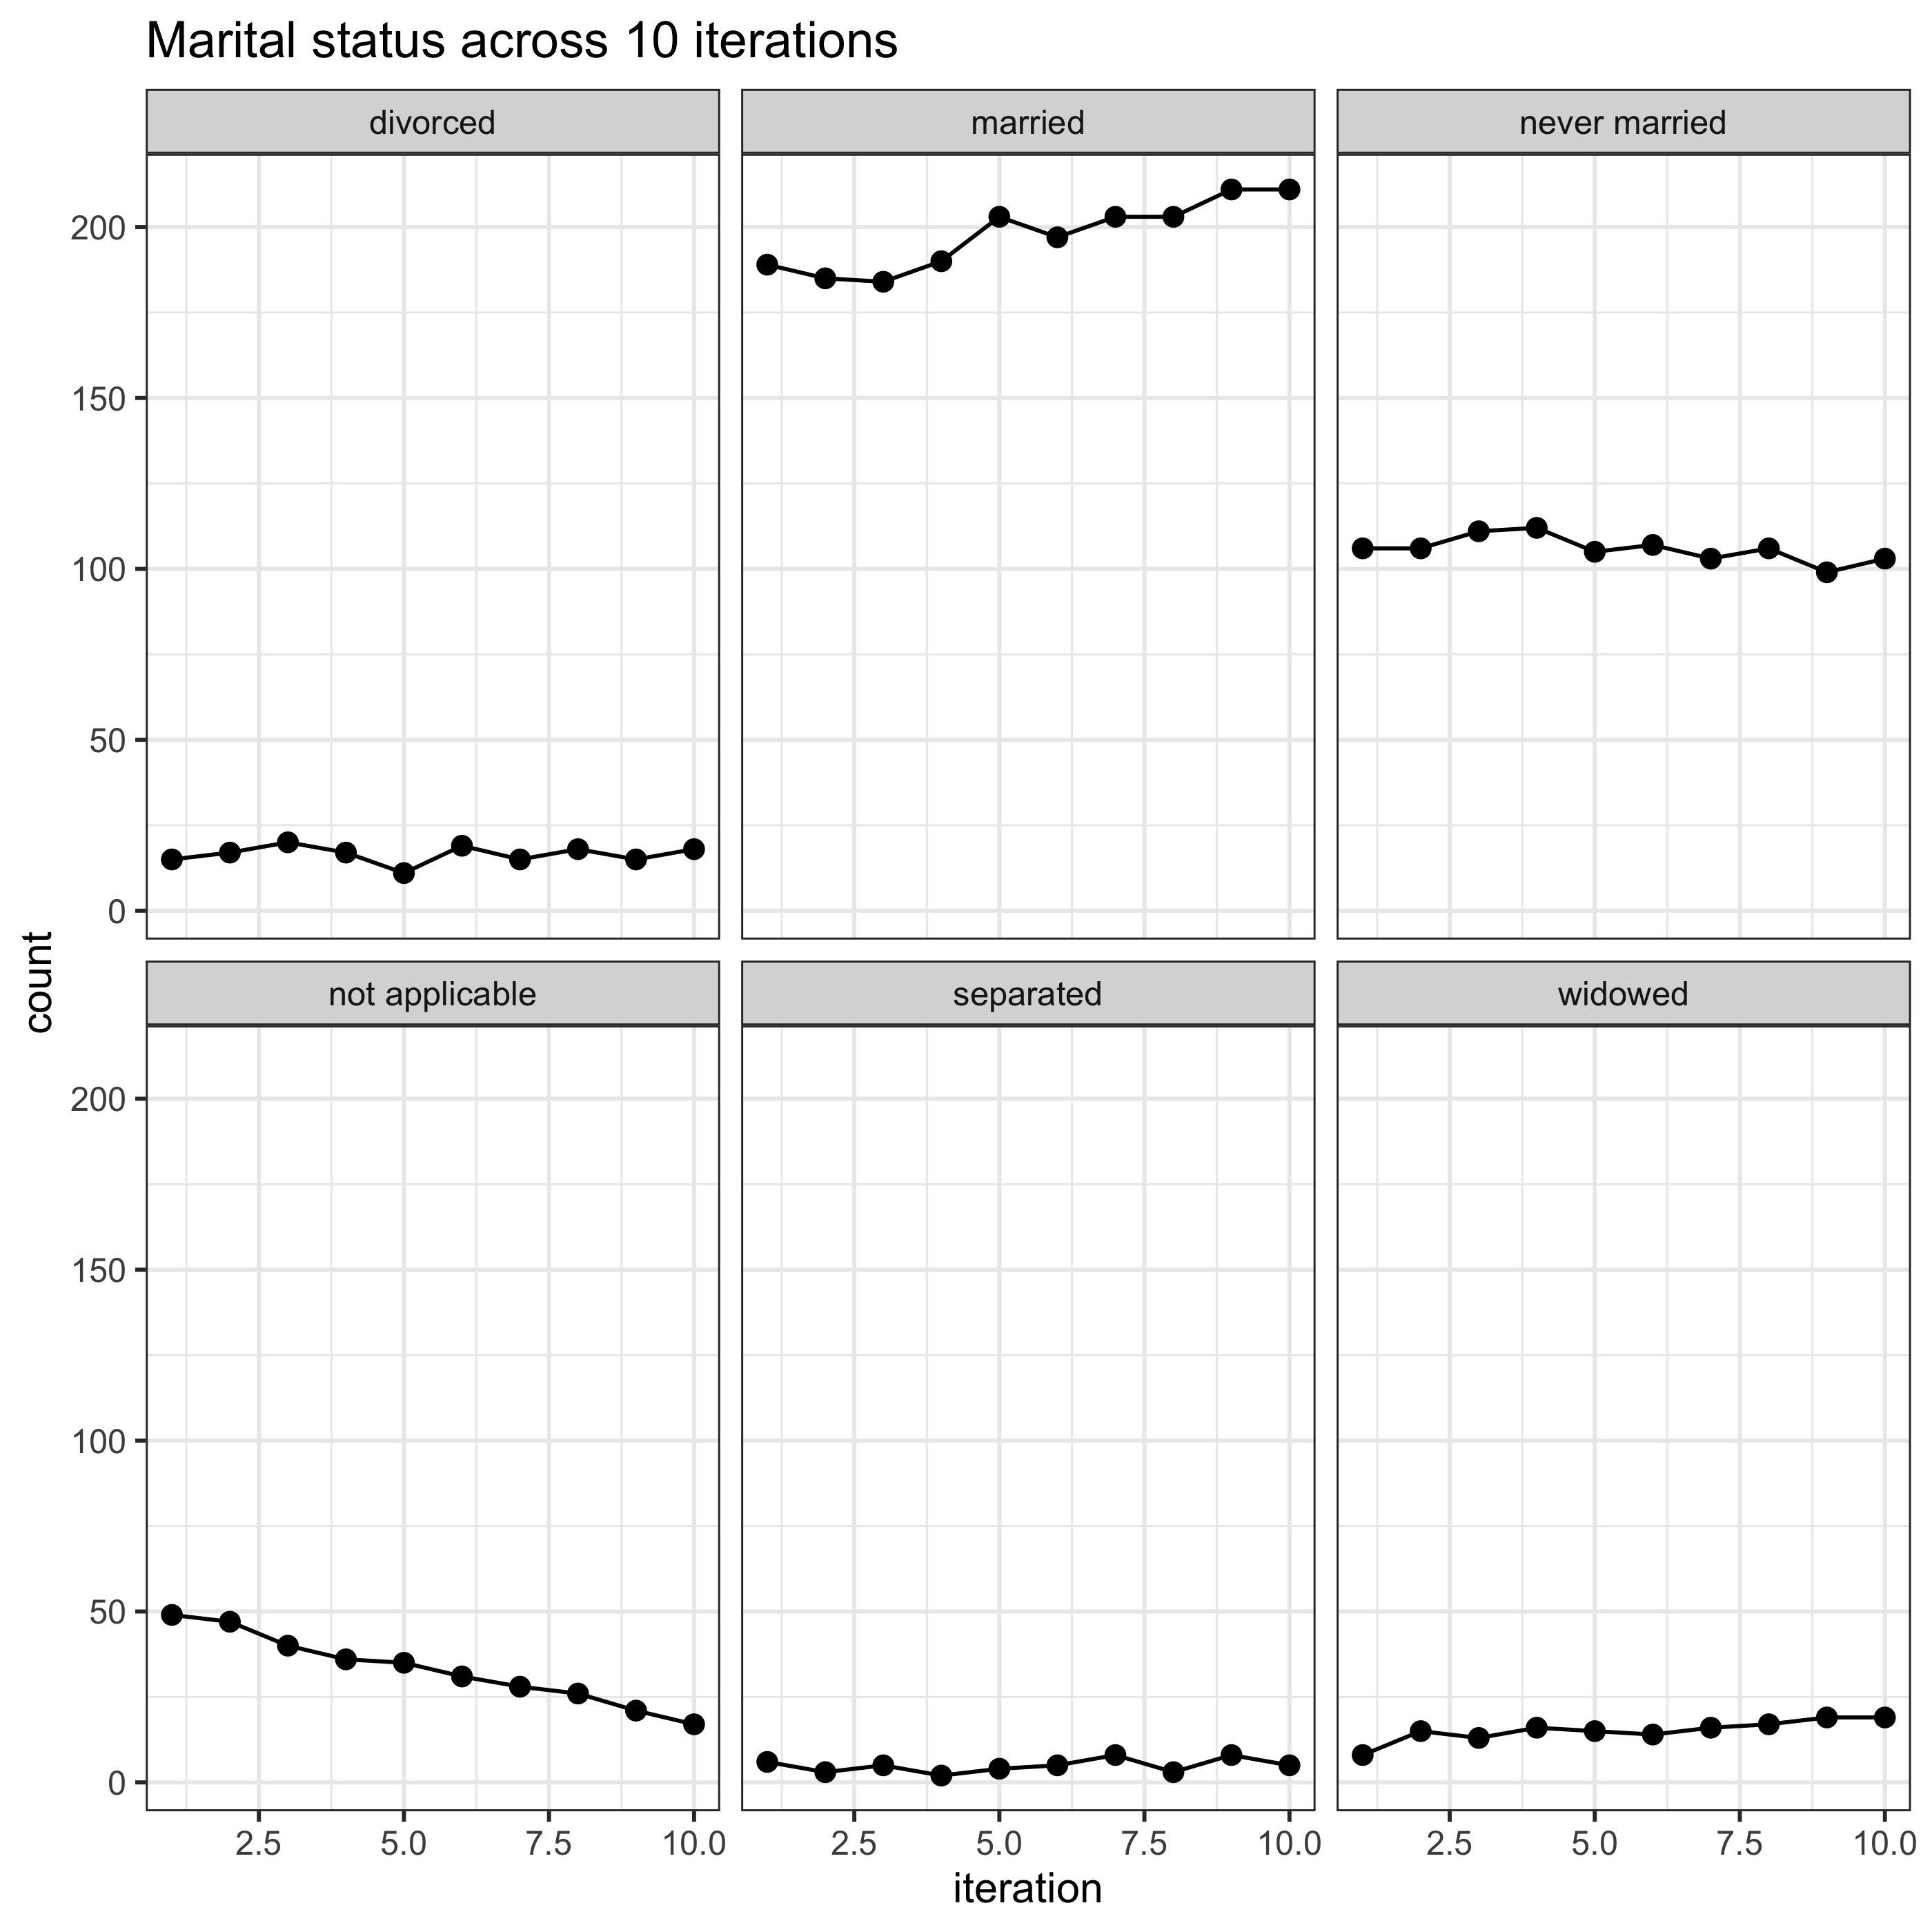 Marital status across 10 iterations
divorced
married
never married
200
150
100
50
0
count
not applicable
separated
widowed
200
150
100
50
0
2.5 5.0 7.5 10.0 2.5 5.0 7.5 10.0 2.5 5.0 7.5 10.0
iteration